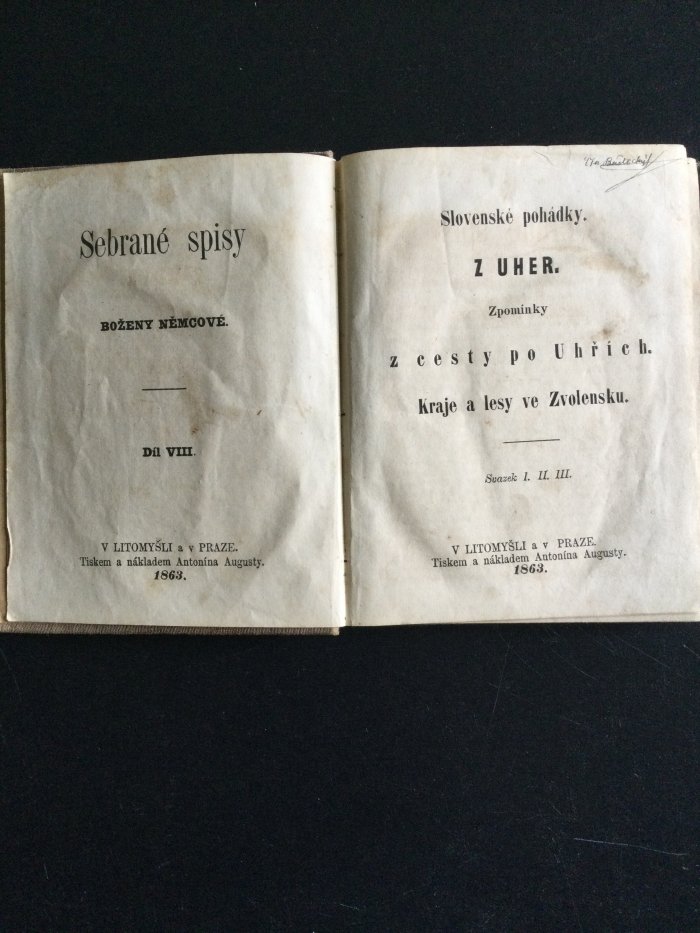 Sebrané spisy
BOŽENY NĚMCOVÉ.
Díl VIII.
V LITOMYŠLI a v PRAZE.
Tiskem a nákladem Antonína Augusty.
1863.
Slovenské pohádky.
Z UHER.
Zpomínky
z cesty po Uhřích.
Kraje a lesy ve Zvolensku.
Svazek I. II. III.
V LITOMYŠLI a v PRAZE.
Tiskem a nákladem Antonína Augusty.
1863.